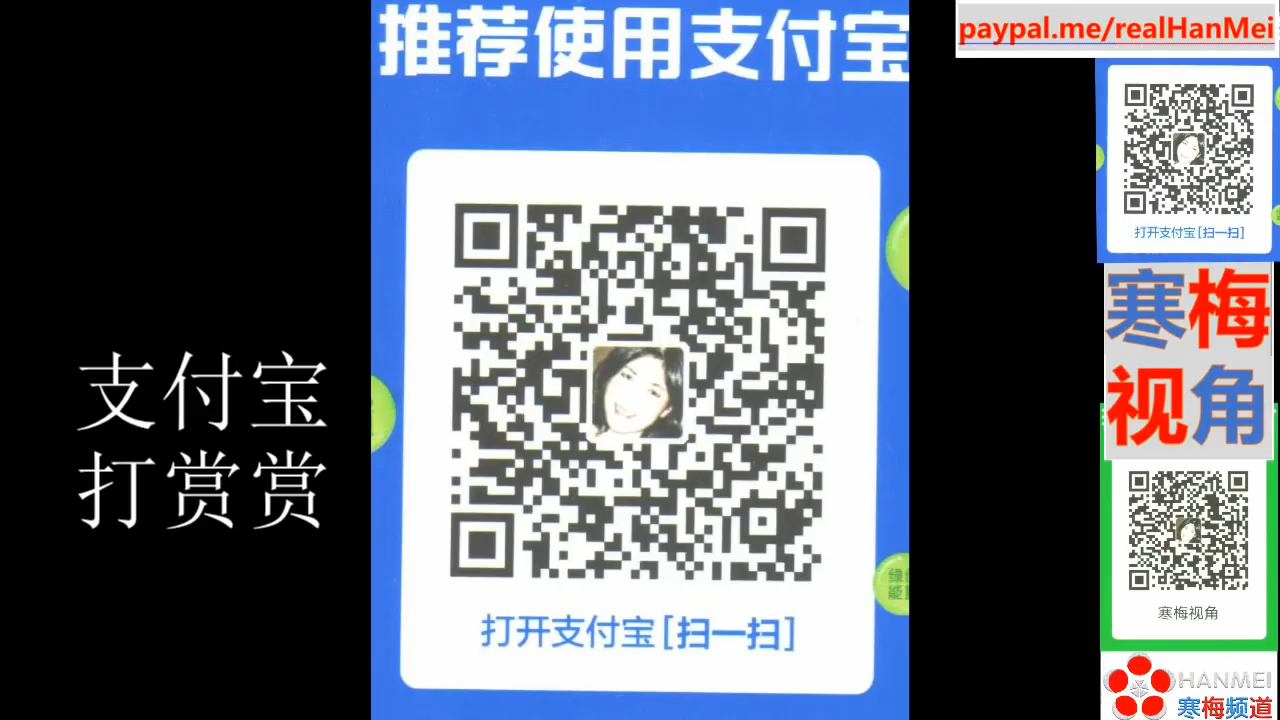 推荐使用支付宝
支付宝
打赏赏
打开支付宝[扫一扫]
paypal.me/realHanMei
打开支付宝[扫一扫]
寒梅
视角
寒梅视角
HANMEI
寒梅频道